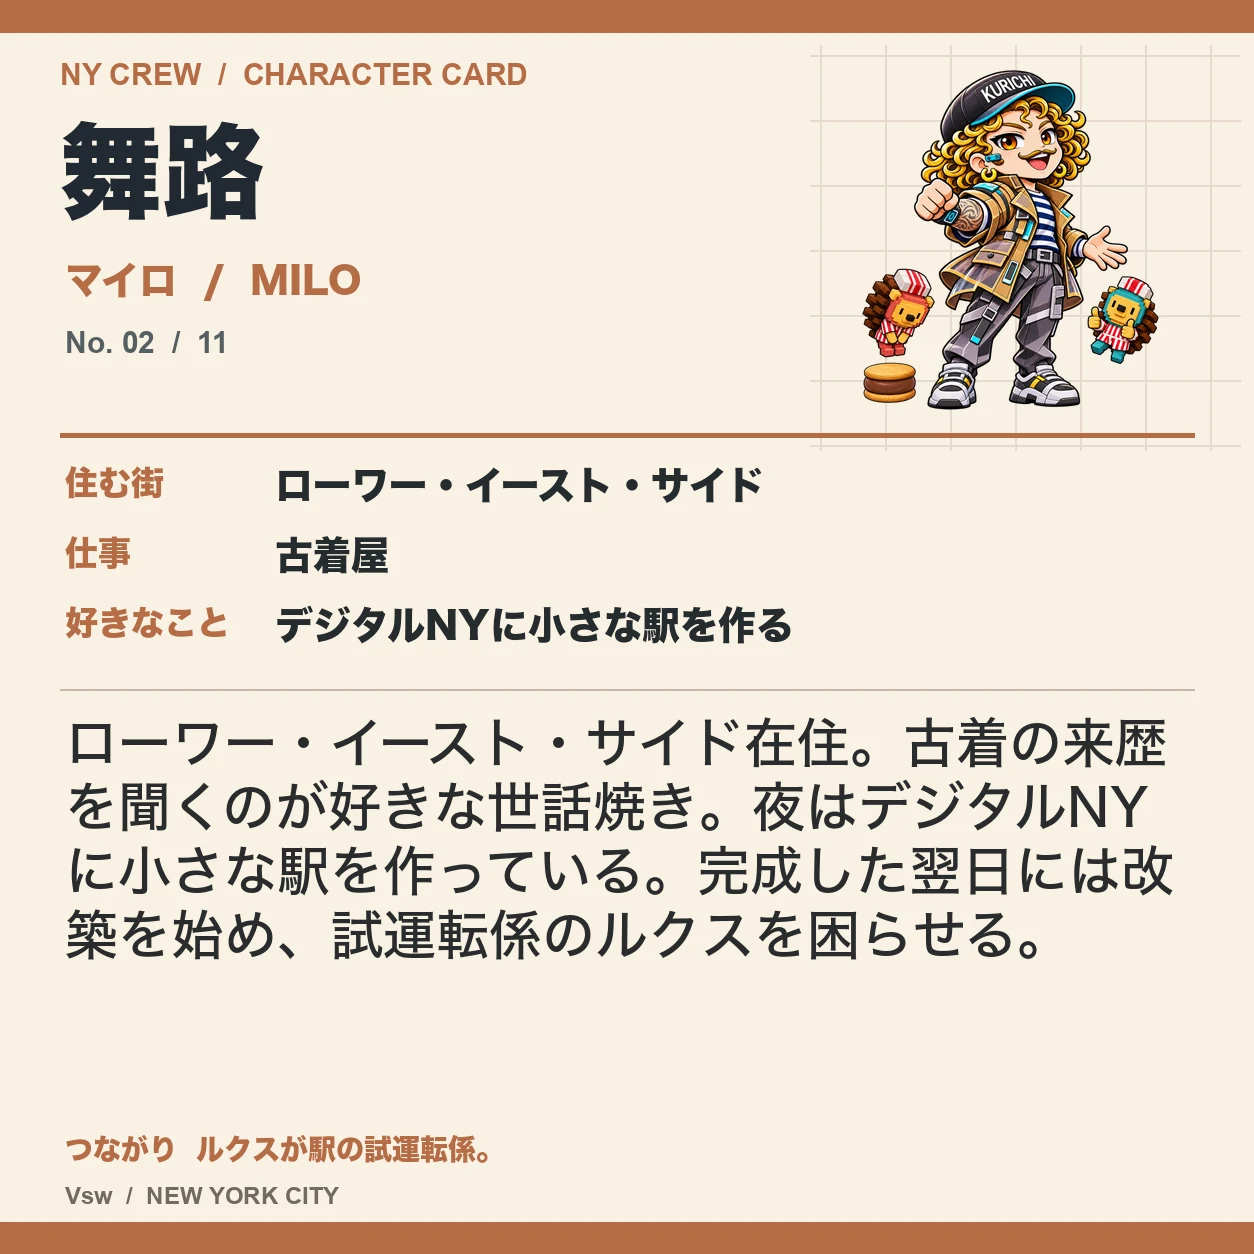 NY CREW / CHARACTER CARD
KURICHI
舞路
マイロ / MILO
No. 02 / 11
住む街 ローワー・イースト・サイド
仕事 古着屋
好きなこと デジタルNYに小さな駅を作る
ローワー・イースト・サイド在住。古着の来歴
を聞くのが好きな世話焼き。夜はデジタルNY
に小さな駅を作っている。完成した翌日には改
築を始め、試運転係のルクスを困らせる。
つながり ルクスが駅の試運転係。
Vsw / NEW YORK CITY